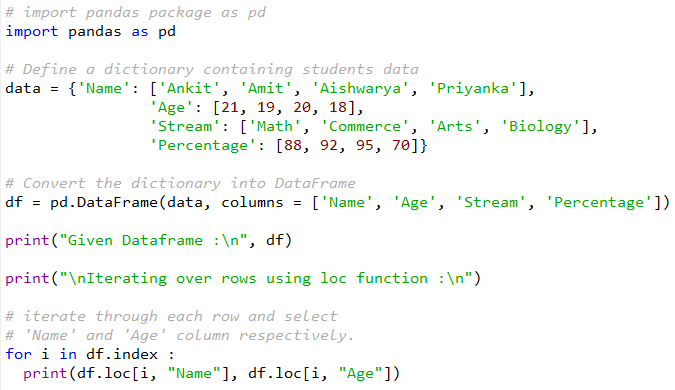 # import pandas package as pd
import pandas as pd
# Define a dictionary containing students data
data = {'Name': ['Ankit', 'Amit', 'Aishwarya', 'Priyanka'],
                'Age': [21, 19, 20, 18],
                'Stream': ['Math', 'Commerce', 'Arts', 'Biology'],
                'Percentage': [88, 92, 95, 70]}
# Convert the dictionary into DataFrame
df = pd.DataFrame(data, columns = ['Name', 'Age', 'Stream', 'Percentage'])
print("Given Dataframe :\n", df)
print("\nIterating over rows using loc function :\n")
# iterate through each row and select
# 'Name' and 'Age' column respectively.
for i in df.index :
  print(df.loc[i, "Name"], df.loc[i, "Age"])